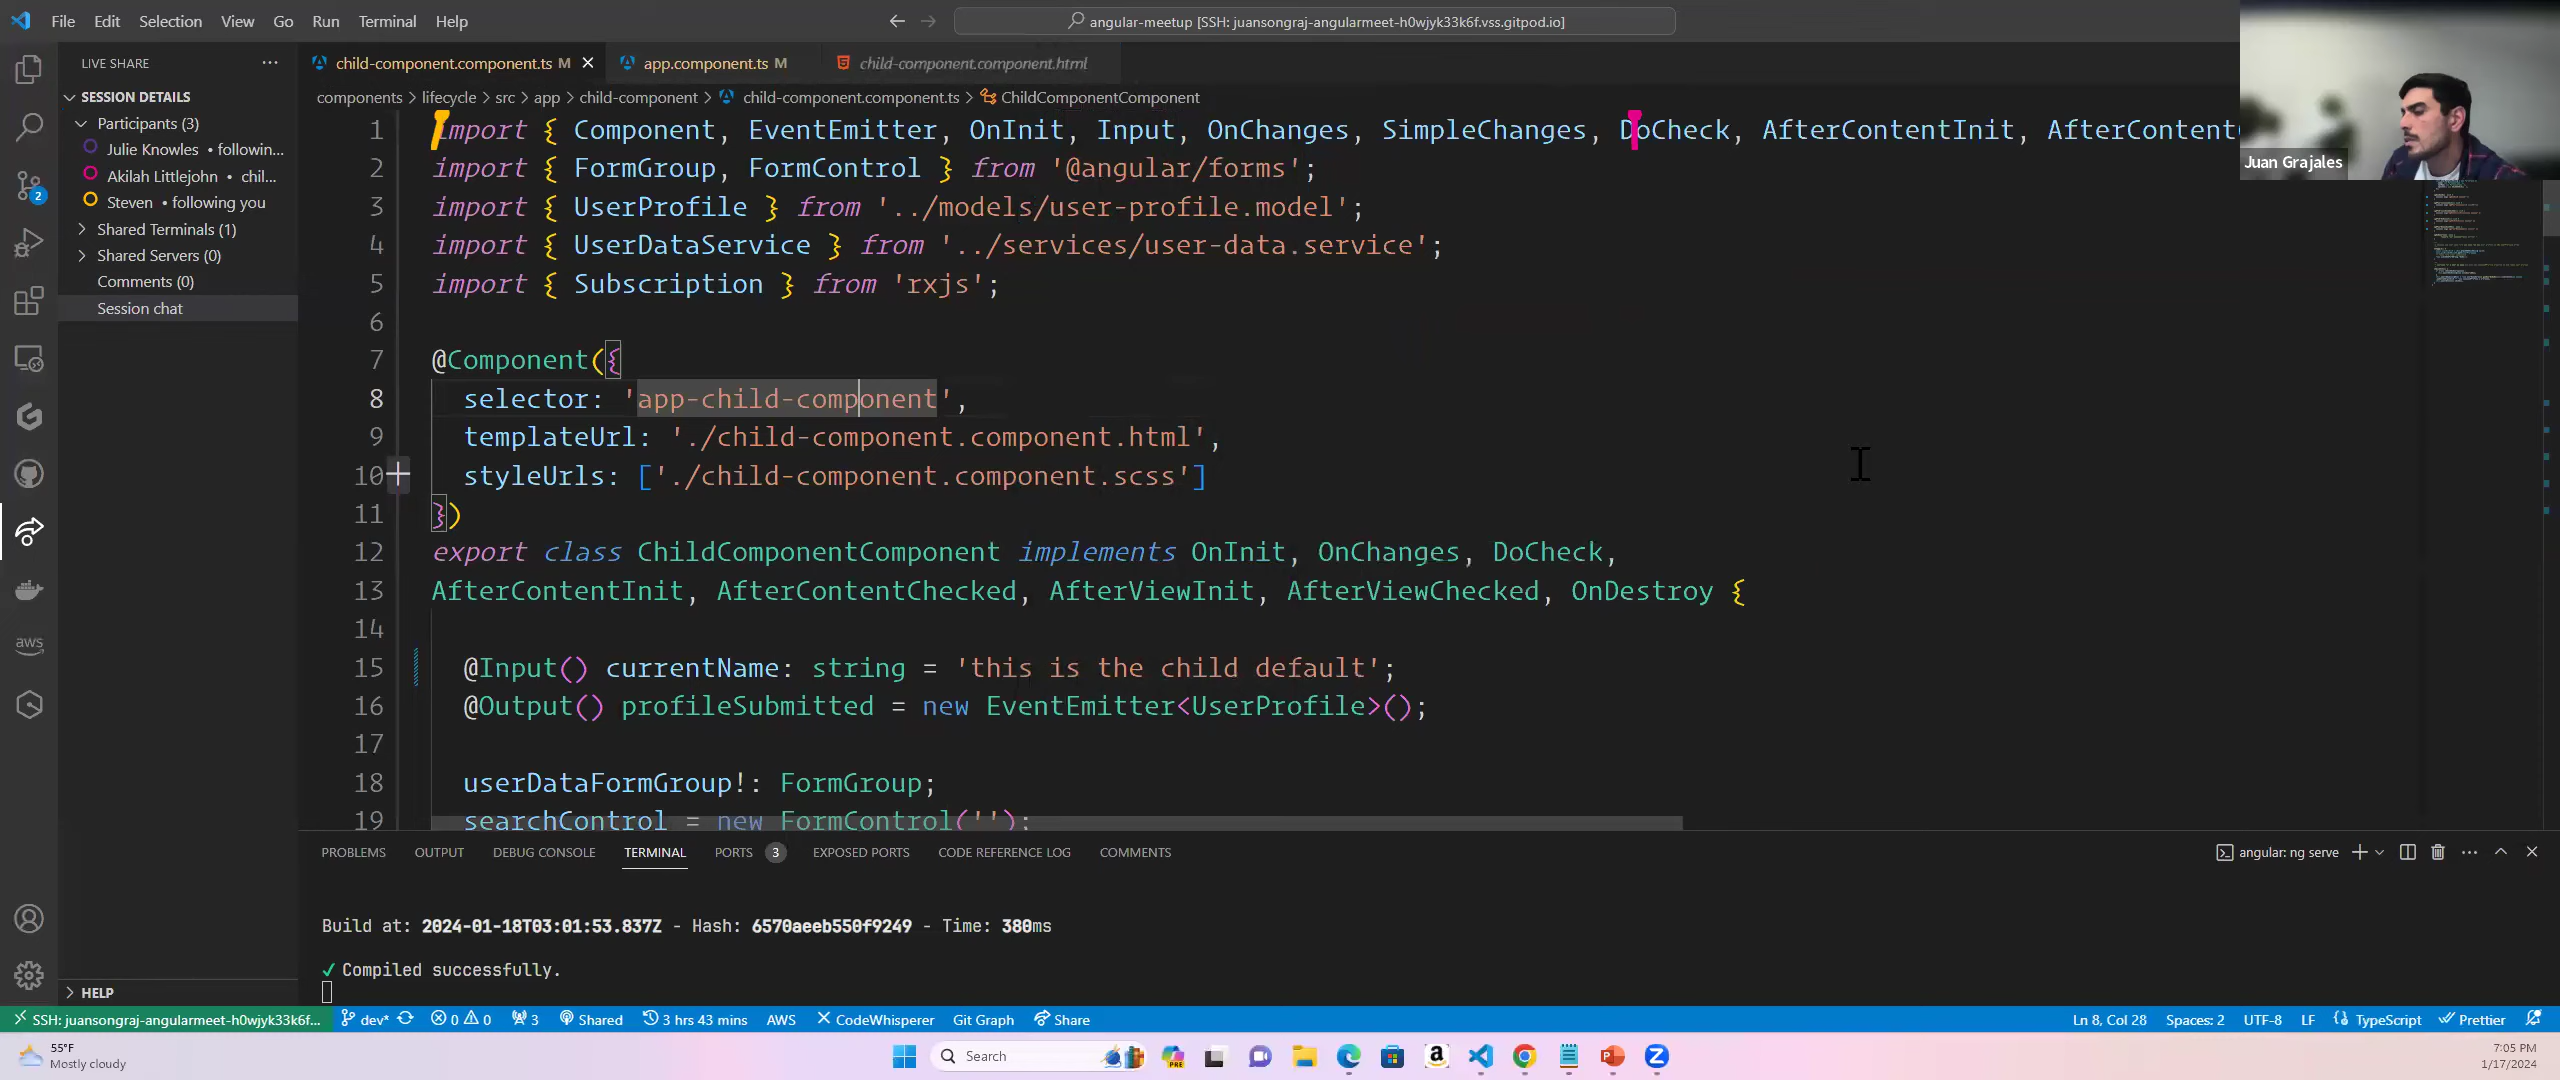 File Edit Selection View Go Run Terminal Help
angular-meetup [SSH: juansongraj-angularmeet-h0wjyk33k6f.vss.gitpod.io]
LIVE SHARE
SESSION DETAILS
Participants (3)
Julie Knowles • followin...
Akilah Littlejohn • chil...
Steven • following you
Shared Terminals (1)
Shared Servers (0)
Comments (0)
Session chat
HELP
2
aws
child-component.component.ts M
app.component.ts M
child-component.component.html
components > lifecycle > src > app > child-component > child-component.component.ts > ChildComponentComponent
1 import { Component, EventEmitter, OnInit, Input, OnChanges, SimpleChanges, DoCheck, AfterContentInit, AfterContent
2 import { FormGroup, FormControl } from '@angular/forms';
3 import { UserProfile } from '../models/user-profile.model';
4 import { UserDataService } from '../services/user-data.service';
5 import { Subscription } from 'rxjs';
6
7 @Component({
8 selector: 'app-child-component',
9 templateUrl: './child-component.component.html',
10 styleUrls: ['./child-component.component.scss']
11 })
12 export class ChildComponentComponent implements OnInit, OnChanges, DoCheck,
13 AfterContentInit, AfterContentChecked, AfterViewInit, AfterViewChecked, OnDestroy {
14
15 @Input() currentName: string = 'this is the child default';
16 @Output() profileSubmitted = new EventEmitter<UserProfile>();
17
18 userDataFormGroup!: FormGroup;
19 searchControl = new FormControl('');
Juan Grajales
PROBLEMS OUTPUT DEBUG CONSOLE TERMINAL PORTS 3 EXPOSED PORTS CODE REFERENCE LOG COMMENTS
angular: ng serve
Build at: 2024-01-18T03:01:53.837Z - Hash: 6570aeeb550f9249 - Time: 380ms
✓ Compiled successfully.
SSH: juansongraj-angularmeet-h0wjyk33k6f... dev* 0 0 3 Shared 3 hrs 43 mins AWS CodeWhisperer Git Graph Share
Ln 8, Col 28 Spaces: 2 UTF-8 LF TypeScript Prettier
55°F
Mostly cloudy
Search
PRE
7:05 PM
1/17/2024